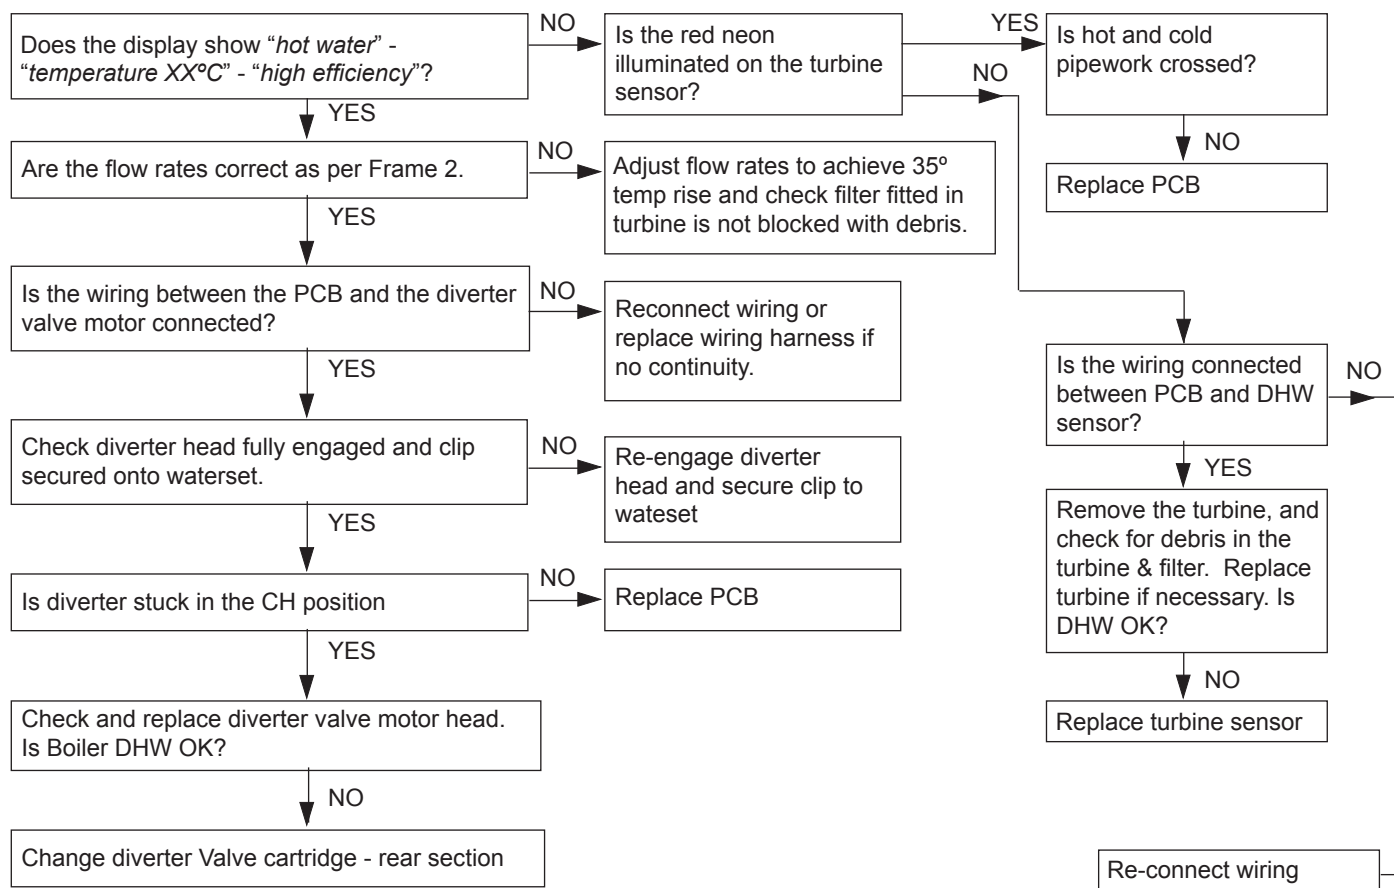 Does the display show “hot water” -
“temperature XXºC” - “high efficiency”?
NO
Is the red neon
illuminated on the turbine
sensor?
YES
NO
Is hot and cold
pipework crossed?
NO
Replace PCB
YES
Are the flow rates correct as per Frame 2.
NO
Adjust flow rates to achieve 35º
temp rise and check filter fitted in
turbine is not blocked with debris.
YES
Is the wiring between the PCB and the diverter
valve motor connected?
NO
Reconnect wiring or
replace wiring harness if
no continuity.
Is the wiring connected
between PCB and DHW
sensor?
NO
YES
Check diverter head fully engaged and clip
secured onto waterset.
NO
Re-engage diverter
head and secure clip to
wateset
YES
Remove the turbine, and
check for debris in the
turbine & filter.  Replace
turbine if necessary. Is
DHW OK?
YES
Is diverter stuck in the CH position
NO
Replace PCB
NO
Replace turbine sensor
YES
Check and replace diverter valve motor head.
Is Boiler DHW OK?
NO
Change diverter Valve cartridge - rear section
Re-connect wiring